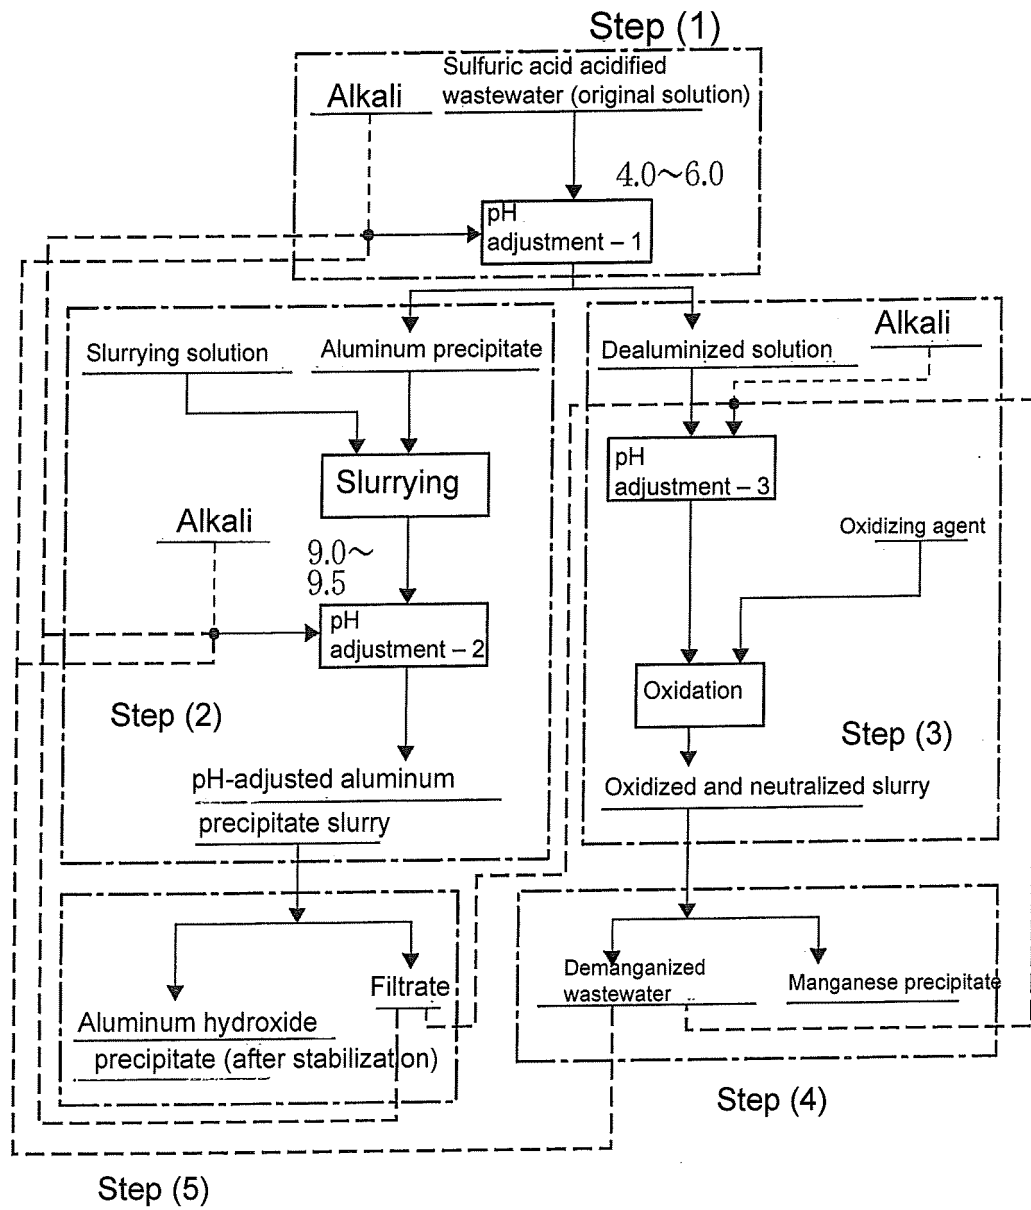 Step (1)
Alkali
Sulfuric acid acidified
wastewater (original solution)
4.0～6.0
pH
adjustment – 1
Slurrying solution
Aluminum precipitate
Dealuminized solution
Alkali
Slurrying
pH
adjustment – 3
Alkali
9.0～
9.5
Oxidizing agent
pH
adjustment – 2
Oxidation
Step (2)
Step (3)
pH-adjusted aluminum
precipitate slurry
Oxidized and neutralized slurry
Filtrate
Aluminum hydroxide
precipitate (after stabilization)
Demanganized
wastewater
Manganese precipitate
Step (4)
Step (5)